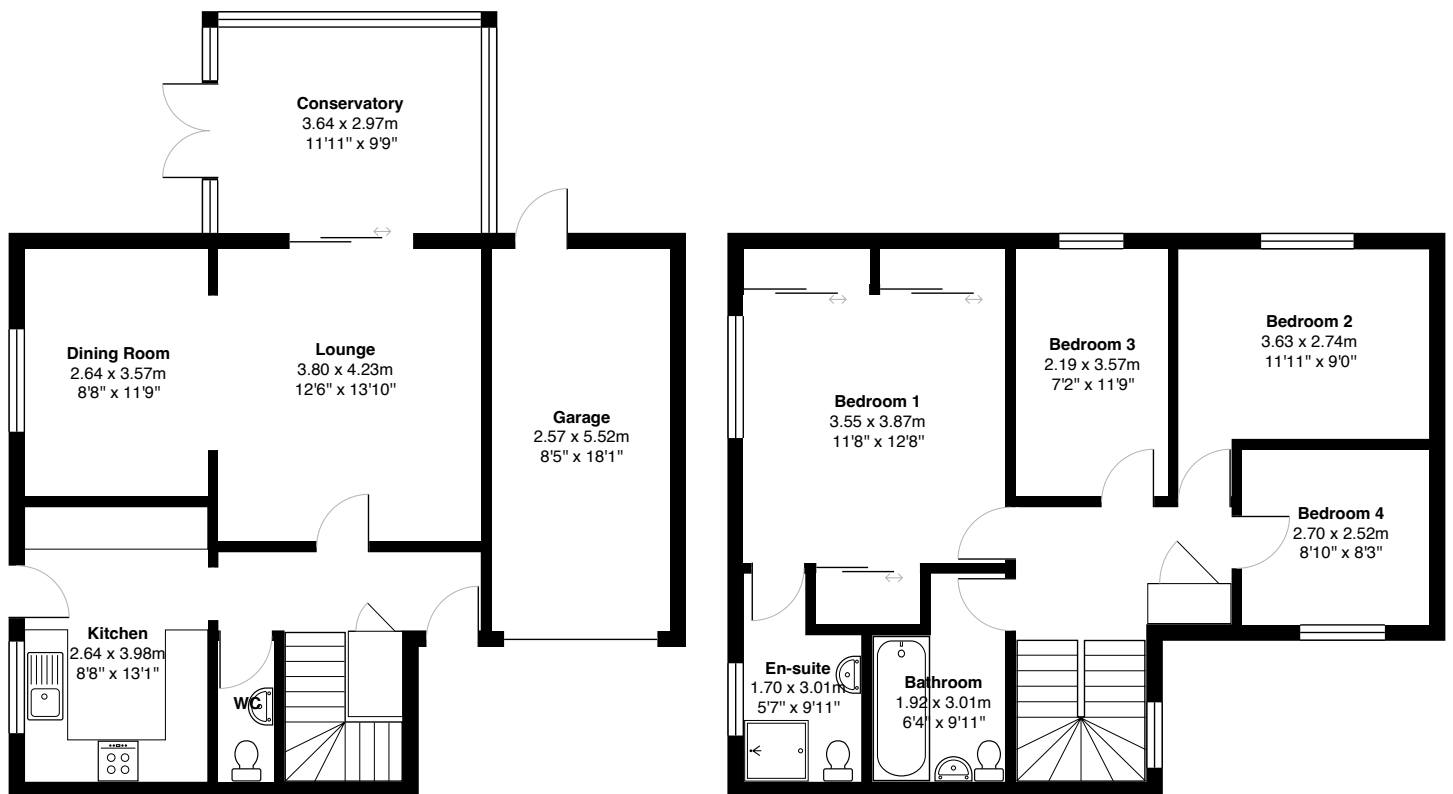 Conservatory
3.64 x 2.97m
11'11" x 9'9"
Dining Room
2.64 x 3.57m
8'8" x 11'9"
Lounge
3.80 x 4.23m
12'6" x 13'10"
Garage
2.57 x 5.52m
8'5" x 18'1"
Kitchen
2.64 x 3.98m
8'8" x 13'1"
WC
Bedroom 1
3.55 x 3.87m
11'8" x 12'8"
Bedroom 3
2.19 x 3.57m
7'2" x 11'9"
Bedroom 2
3.63 x 2.74m
11'11" x 9'0"
Bedroom 4
2.70 x 2.52m
8'10" x 8'3"
En-suite
1.70 x 3.01m
5'7" x 9'11"
Bathroom
1.92 x 3.01m
6'4" x 9'11"